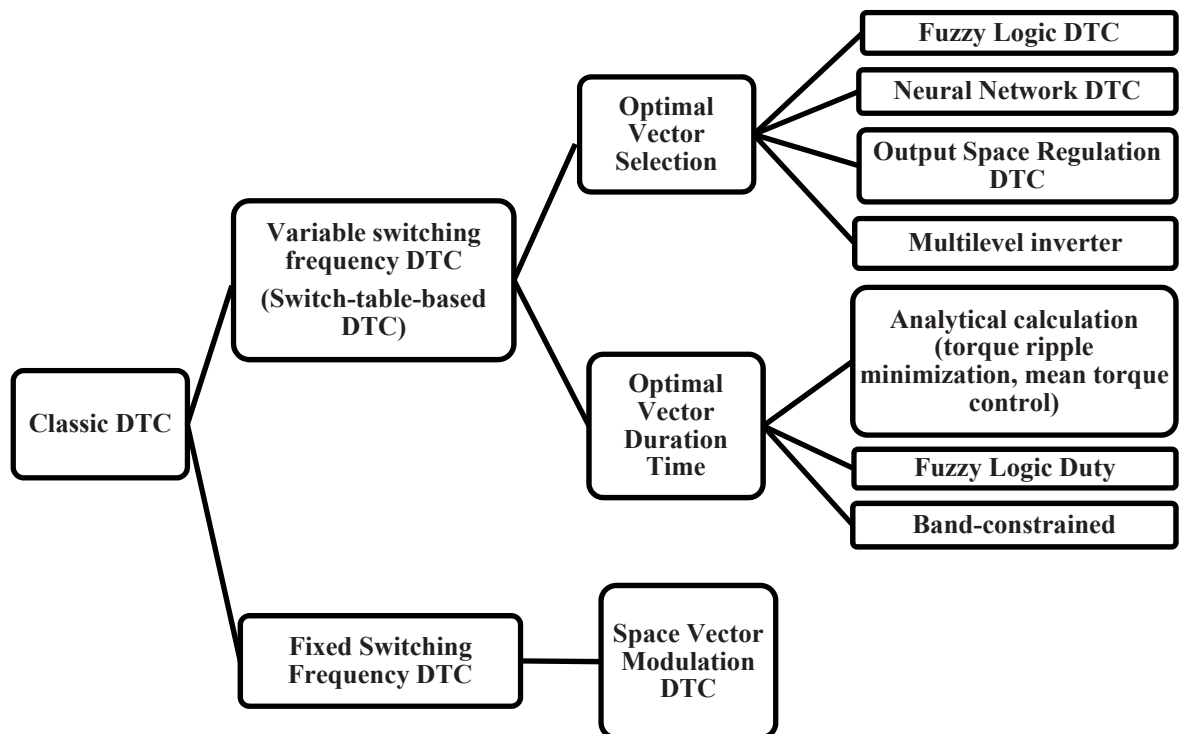 Classic DTC
Variable switching
frequency DTC
(Switch-table-based
DTC)
Fixed Switching
Frequency DTC
Optimal
Vector
Selection
Optimal
Vector
Duration
Time
Space Vector
Modulation
DTC
Fuzzy Logic DTC
Neural Network DTC
Output Space Regulation
DTC
Multilevel inverter
Analytical calculation
(torque ripple
minimization, mean torque
control)
Fuzzy Logic Duty
Band-constrained